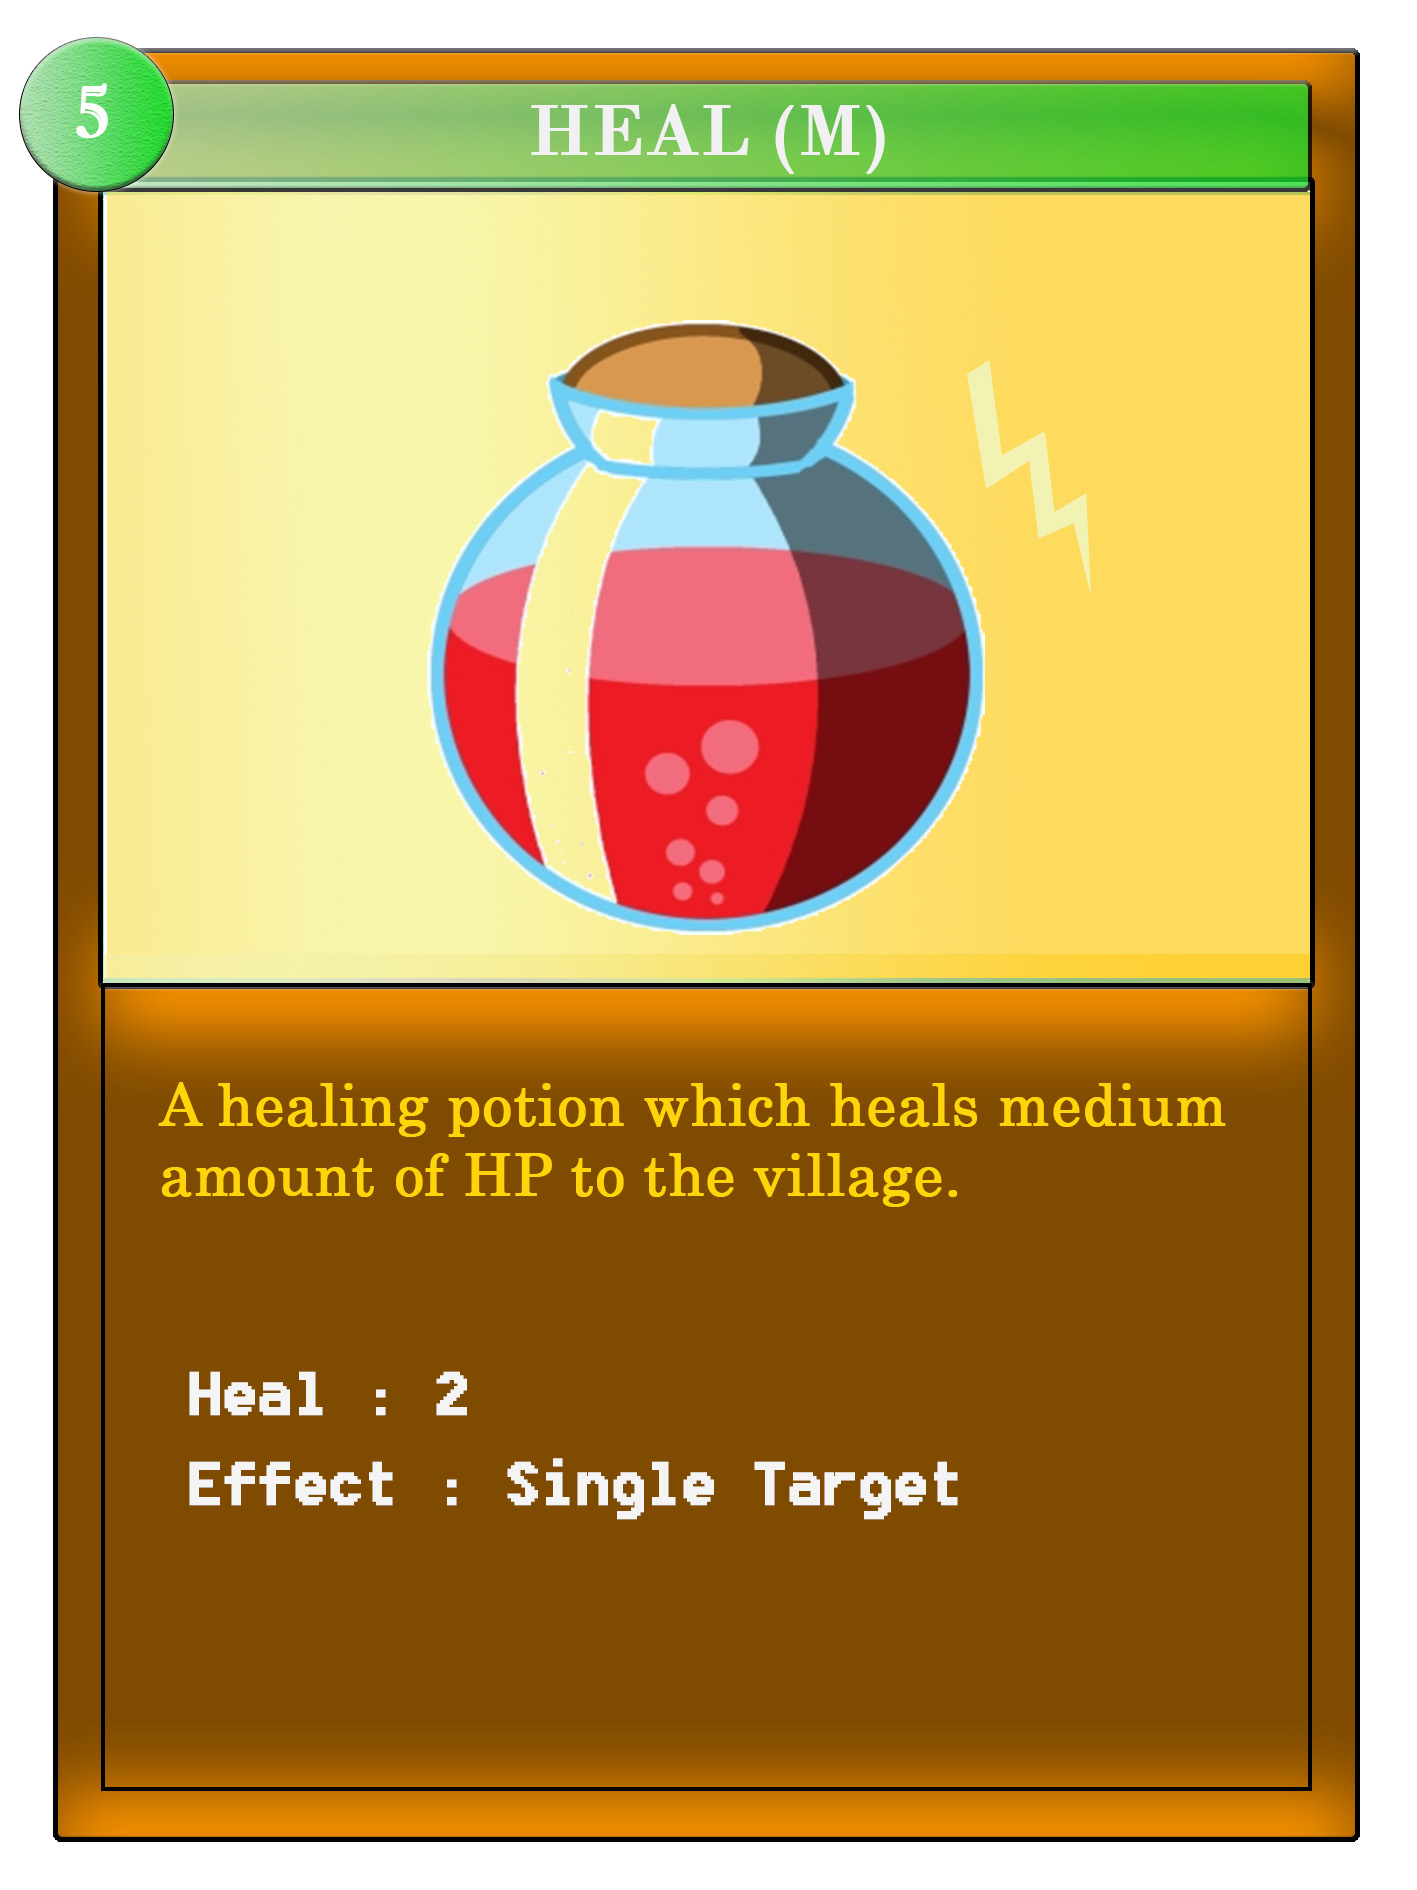 5
HEAL (M)
A healing potion which heals medium
amount of HP to the village.
Heal : 2
Effect : Single Target